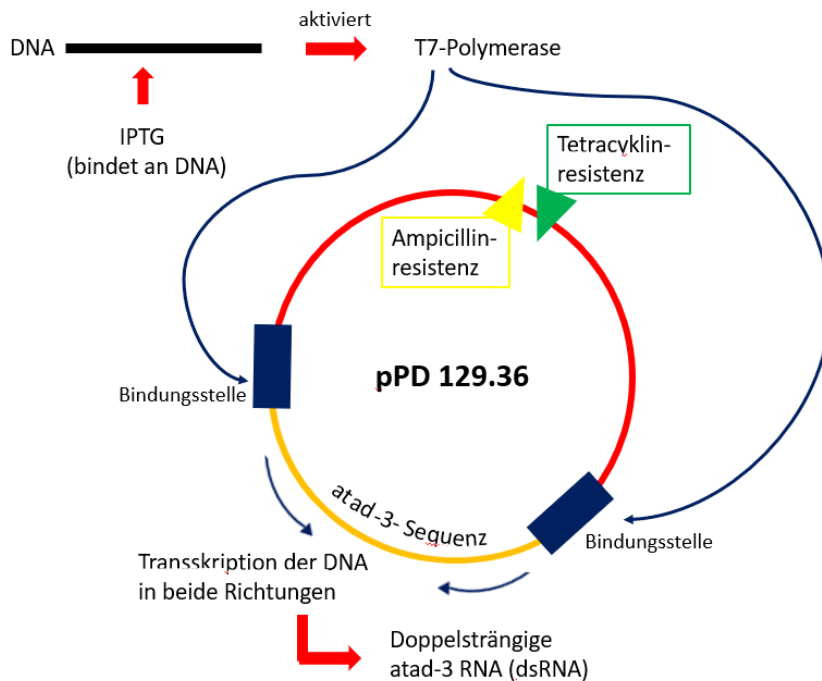 aktiviert
DNA
T7-Polymerase
IPTG
(bindet an DNA)
Tetracyklin-
resistenz
Ampicillin-
resistenz
pPD 129.36
Bindungsstelle
atad-3- Sequenz
Bindungsstelle
Transskription der DNA
in beide Richtungen
Doppelsträngige
atad-3 RNA (dsRNA)